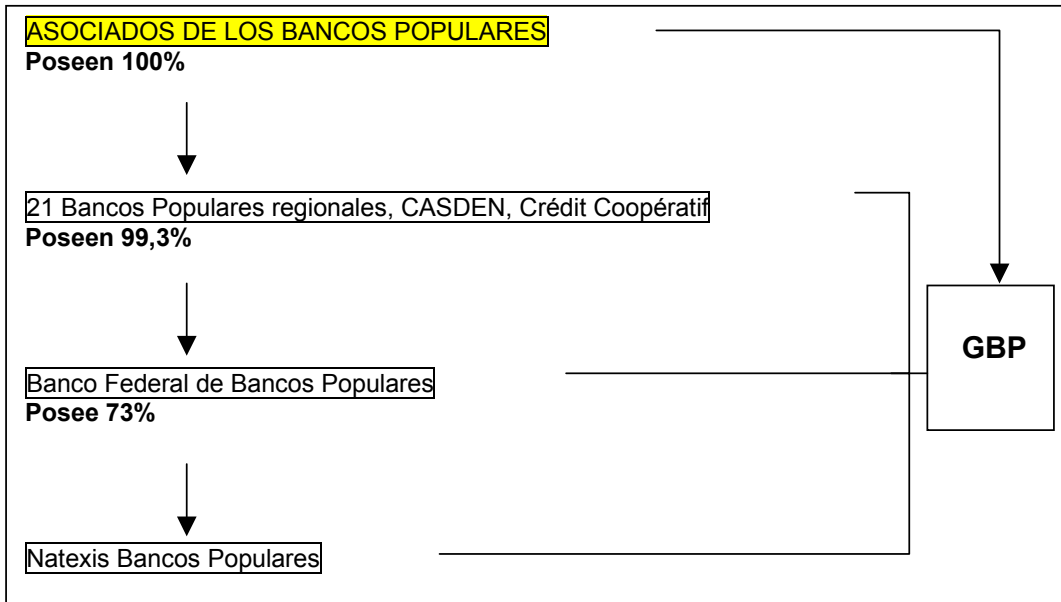 ASOCIADOS DE LOS BANCOS POPULARES
Poseen 100%
21 Bancos Populares regionales, CASDEN, Crédit Coopératif
Poseen 99,3%
GBP
Banco Federal de Bancos Populares
Posee 73%
Natexis Bancos Populares